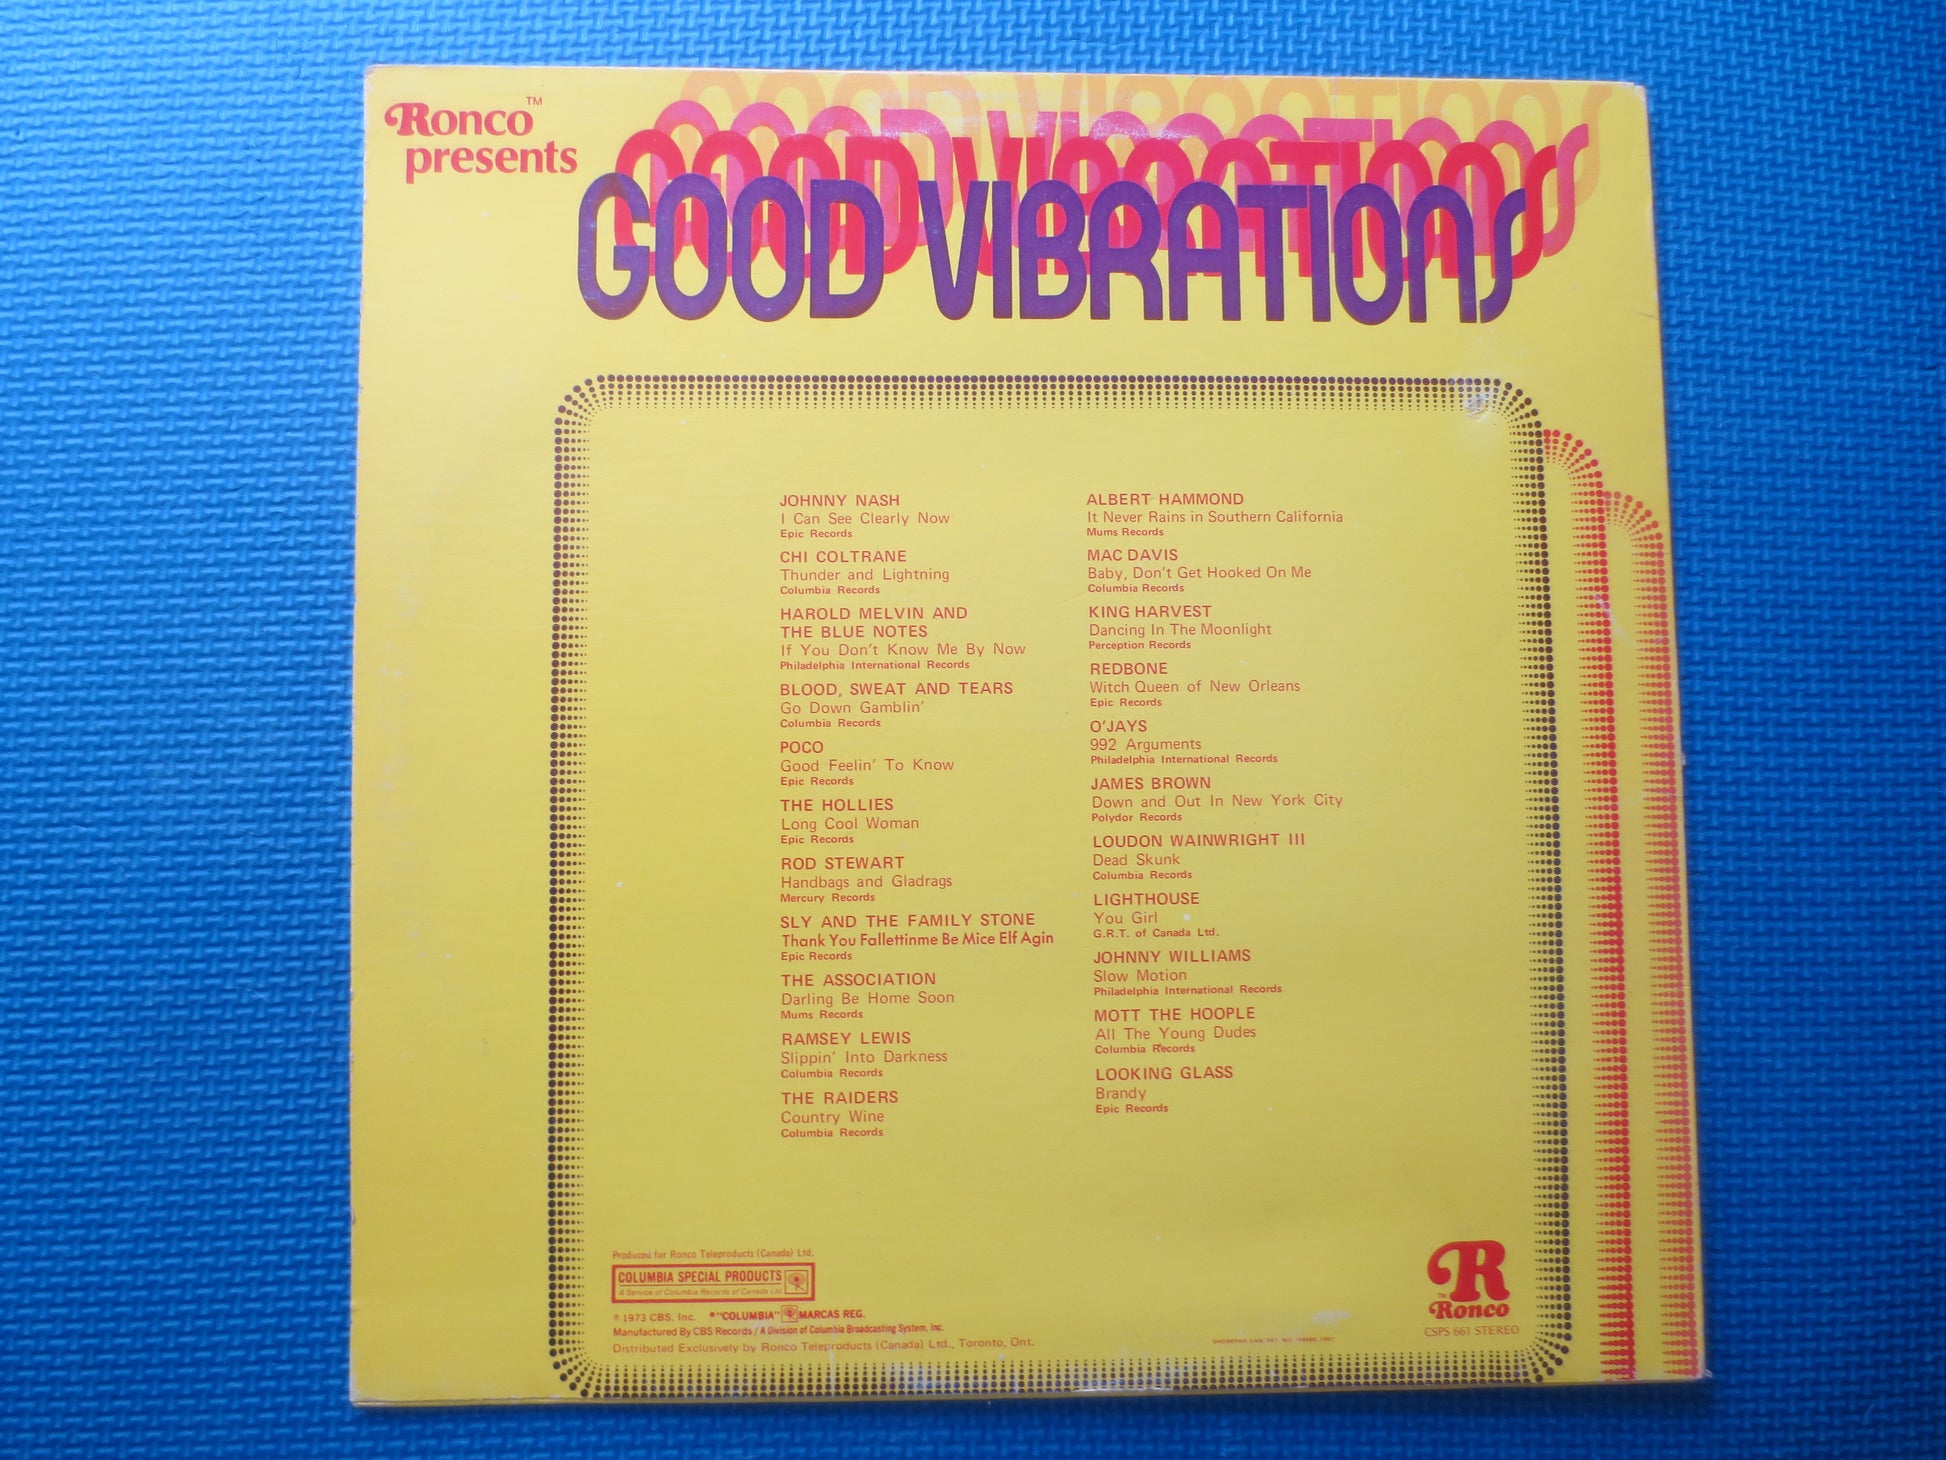 Ronco™
presents
GOOD VIBRATIONS
GOOD VIBRATIONS
GOOD VIBRATIONS
GOOD VIBRATIONS
JOHNNY NASH
I Can See Clearly Now
Epic Records
CHI COLTRANE
Thunder and Lightning
Columbia Records
HAROLD MELVIN AND
THE BLUE NOTES
If You Don't Know Me By Now
Philadelphia International Records
BLOOD, SWEAT AND TEARS
Go Down Gamblin'
Columbia Records
POCO
Good Feelin' To Know
Epic Records
THE HOLLIES
Long Cool Woman
Epic Records
ROD STEWART
Handbags and Gladrags
Mercury Records
SLY AND THE FAMILY STONE
Thank You Fallettinme Be Mice Elf Agin
Epic Records
THE ASSOCIATION
Darling Be Home Soon
Mums Records
RAMSEY LEWIS
Slippin' Into Darkness
Columbia Records
THE RAIDERS
Country Wine
Columbia Records
ALBERT HAMMOND
It Never Rains in Southern California
Mums Records
MAC DAVIS
Baby, Don't Get Hooked On Me
Columbia Records
KING HARVEST
Dancing In The Moonlight
Perception Records
REDBONE
Witch Queen of New Orleans
Epic Records
O'JAYS
992 Arguments
Philadelphia International Records
JAMES BROWN
Down and Out In New York City
Polydor Records
LOUDON WAINWRIGHT III
Dead Skunk
Columbia Records
LIGHTHOUSE
You Girl
G.R.T. of Canada Ltd.
JOHNNY WILLIAMS
Slow Motion
Philadelphia International Records
MOTT THE HOOPLE
All The Young Dudes
Columbia Records
LOOKING GLASS
Brandy
Epic Records
Produced for Ronco Teleproducts (Canada) Ltd.
COLUMBIA SPECIAL PRODUCTS
A Service of Columbia Records of Canada Ltd.
© 1973 CBS, Inc. ® "COLUMBIA" MARCAS REG.
Manufactured By CBS Records / A Division of Columbia Broadcasting System, Inc.
Distributed Exclusively by Ronco Teleproducts (Canada) Ltd., Toronto, Ont.
SHOREPAK CAN. PAT. NO. 1967
R
™ Ronco
CSPS 661 STEREO